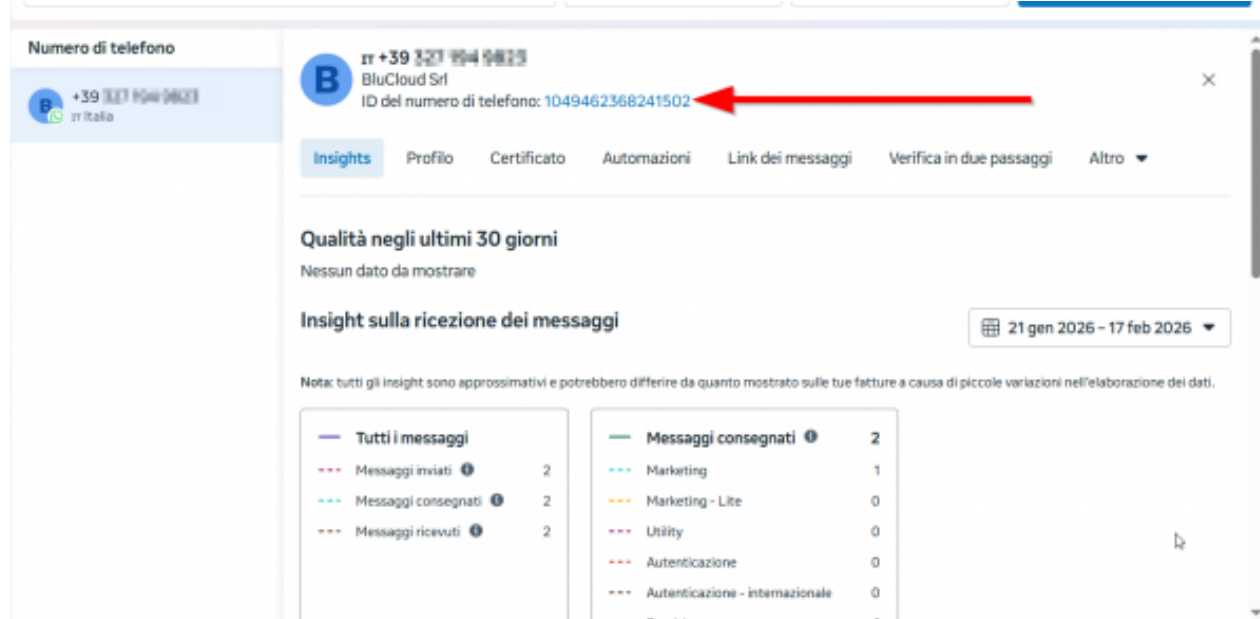 Numero di telefono
+39
IT Italia
B
IT +39
BluCloud Srl
ID del numero di telefono: 1049462368241502
B
Insights Profilo Certificato Automazioni Link dei messaggi Verifica in due passaggi Altro
Qualità negli ultimi 30 giorni
Nessun dato da mostrare
Insight sulla ricezione dei messaggi
21 gen 2026 – 17 feb 2026
Nota: tutti gli insight sono approssimativi e potrebbero differire da quanto mostrato sulle tue fatture a causa di piccole variazioni nell'elaborazione dei dati.
Tutti i messaggi
Messaggi inviati 2
Messaggi consegnati 2
Messaggi ricevuti 2
Messaggi consegnati 2
Marketing 1
Marketing - Lite 0
Utility 0
Autenticazione 0
Autenticazione - internazionale 0